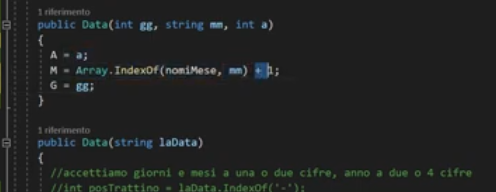 1 riferimento
public Data(int gg, string mm, int a)
{
A = a;
M = Array.IndexOf(nomiMese, mm) + 1;
G = gg;
}
1 riferimento
public Data(string laData)
{
//accettiamo giorni e mesi a una o due cifre, anno a due o 4 cifre
//int posTrattino = laData.IndexOf('-');